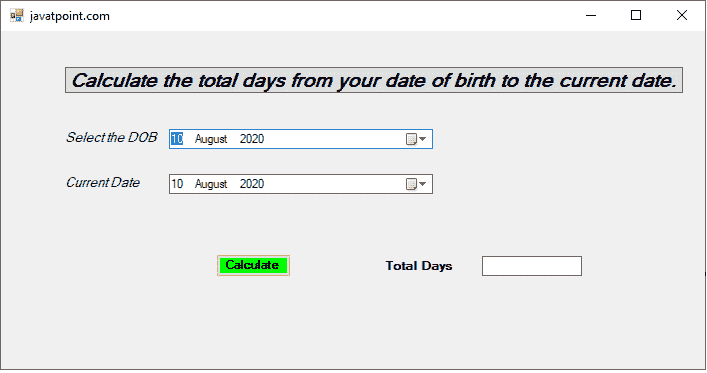 javatpoint.com
Calculate the total days from your date of birth to the current date.
Select the DOB 10 August 2020
Current Date 10 August 2020
Calculate Total Days